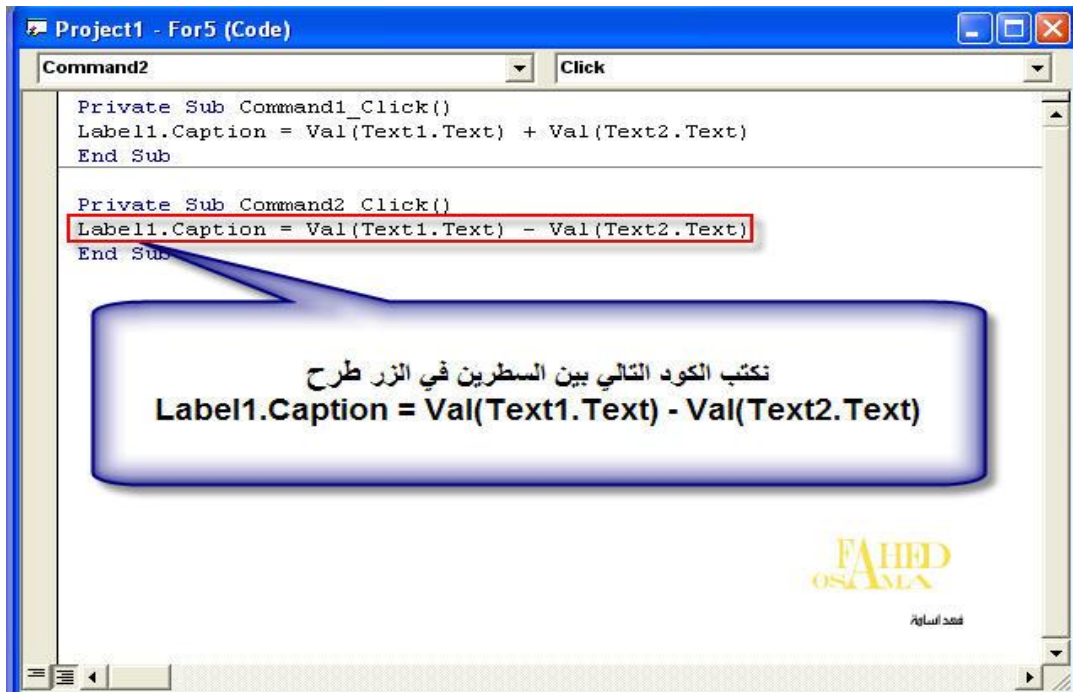 Project1 - For5 (Code)
Command2 Click
Private Sub Command1_Click()
Label1.Caption = Val(Text1.Text) + Val(Text2.Text)
End Sub
Private Sub Command2_Click()
Label1.Caption = Val(Text1.Text) - Val(Text2.Text)
End Sub
نكتب الكود التالي بين السطرين في الزر طرح
Label1.Caption = Val(Text1.Text) - Val(Text2.Text)
FAHED
OSAMA
فهد اسامة